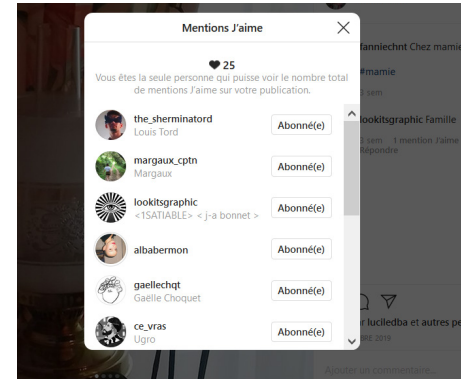 Mentions J'aime
25
Vous êtes la seule personne qui puisse voir le nombre total
de mentions J'aime sur votre publication.
the_sherminatord
Louis Tord
Abonné(e)
margaux_cptn
Margaux
Abonné(e)
lookitsgraphic
<1SATIABLE> < j-a bonnet >
Abonné(e)
albabermon
Abonné(e)
gaellechqt
Gaëlle Choquet
Abonné(e)
ce_vras
Ugro
Abonné(e)
fanniechnt Chez mamie
#mamie
sem
lookitsgraphic Famille
sem 1 mention J'aime
Répondre
luciledba et autres pe
2019
Ajouter un commentaire...